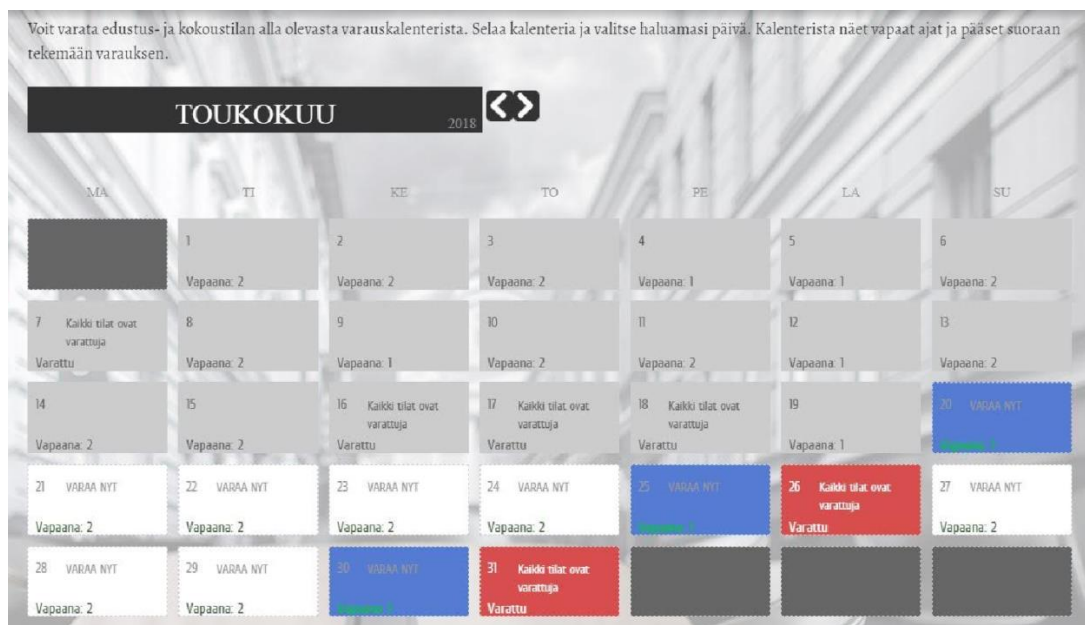 Voit varata edustus- ja kokoustilan alla olevasta varauskalenterista. Selaa kalenteria ja valitse haluamasi päivä. Kalenterista näet vapaat ajat ja pääset suoraan
tekemään varauksen.
TOUKOKUU
2018
MA TI KE TO PE LA SU
1
Vapaana: 2
2
Vapaana: 2
3
Vapaana: 2
4
Vapaana: 1
5
Vapaana: 1
6
Vapaana: 2
7 Kaikki tilat ovat
varattuja
Varattu
8
Vapaana: 2
9
Vapaana: 1
10
Vapaana: 2
11
Vapaana: 2
12
Vapaana: 1
13
Vapaana: 2
14
Vapaana: 2
15
Vapaana: 2
16 Kaikki tilat ovat
varattuja
Varattu
17 Kaikki tilat ovat
varattuja
Varattu
18 Kaikki tilat ovat
varattuja
Varattu
19
Vapaana: 1
20 VARAA NYT
Vapaana:
21 VARAA NYT
Vapaana: 2
22 VARAA NYT
Vapaana: 2
23 VARAA NYT
Vapaana: 2
24 VARAA NYT
Vapaana: 2
25 VARAA NYT
Vapaana:
26 Kaikki tilat ovat
varattuja
Varattu
27 VARAA NYT
Vapaana: 2
28 VARAA NYT
Vapaana: 2
29 VARAA NYT
Vapaana: 2
30 VARAA NYT
Vapaana:
31 Kaikki tilat ovat
varattuja
Varattu